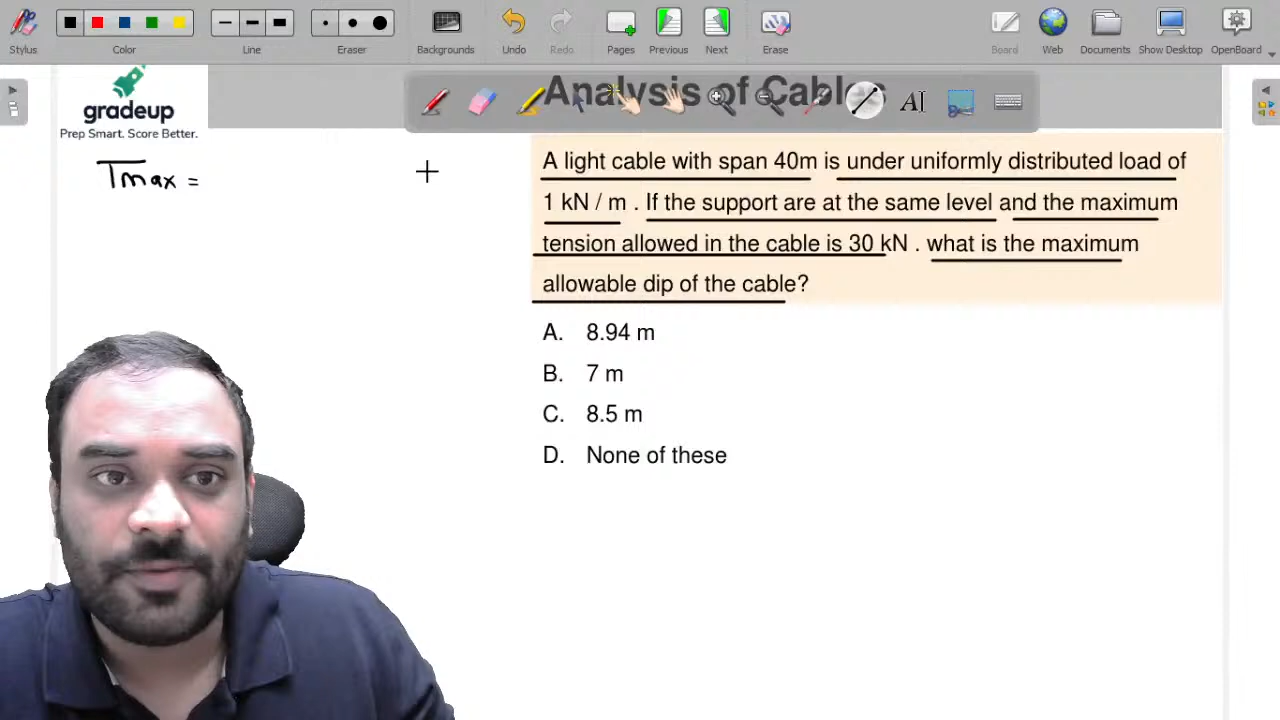 Stylus
Color
Line
Eraser
Backgrounds
Undo
Redo
Pages
Previous
Next
Erase
Board
Web
Documents
Show Desktop
OpenBoard
gradeup
Prep Smart. Score Better.
Analysis of Cables
Tmax =
A light cable with span 40m is under uniformly distributed load of
1 kN / m . If the support are at the same level and the maximum
tension allowed in the cable is 30 kN . what is the maximum
allowable dip of the cable?
A. 8.94 m
B. 7 m
C. 8.5 m
D. None of these